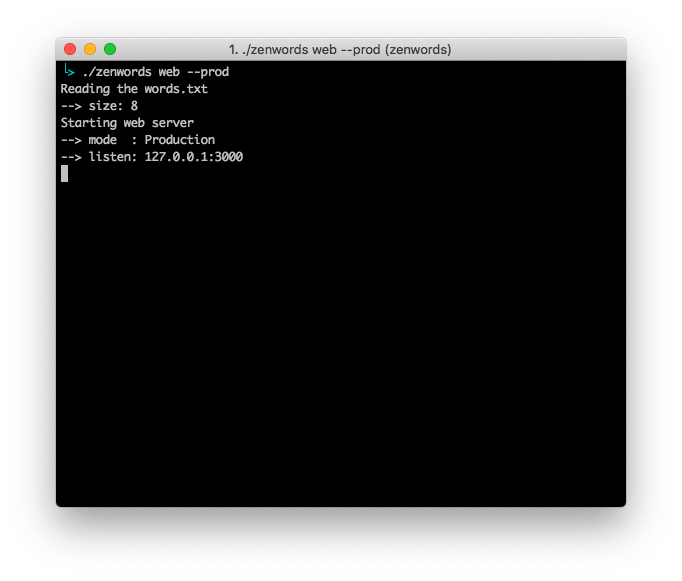 1. ./zenwords web --prod (zenwords)
└> ./zenwords web --prod
Reading the words.txt
--> size: 8
Starting web server
--> mode  : Production
--> listen: 127.0.0.1:3000